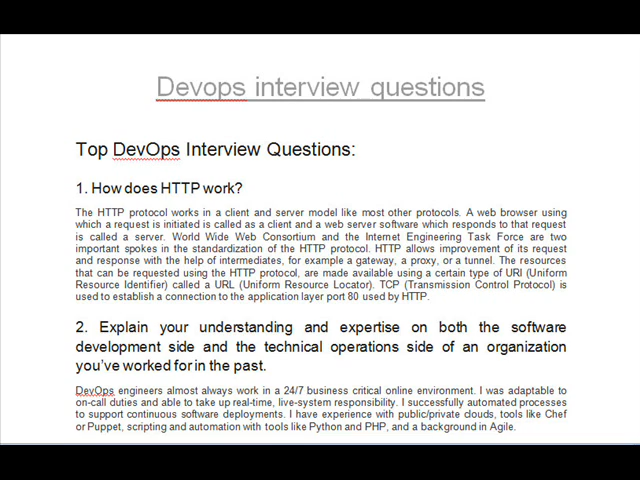 Devops interview questions
Top DevOps Interview Questions:
1. How does HTTP work?
The HTTP protocol works in a client and server model like most other protocols. A web browser using
which a request is initiated is called as a client and a web server software which responds to that request
is called a server. World Wide Web Consortium and the Internet Engineering Task Force are two
important spokes in the standardization of the HTTP protocol. HTTP allows improvement of its request
and response with the help of intermediates, for example a gateway, a proxy, or a tunnel. The resources
that can be requested using the HTTP protocol, are made available using a certain type of URI (Uniform
Resource Identifier) called a URL (Uniform Resource Locator). TCP (Transmission Control Protocol) is
used to establish a connection to the application layer port 80 used by HTTP.
2. Explain your understanding and expertise on both the software
development side and the technical operations side of an organization
you've worked for in the past.
DevOps engineers almost always work in a 24/7 business critical online environment. I was adaptable to
on-call duties and able to take up real-time, live-system responsibility. I successfully automated processes
to support continuous software deployments. I have experience with public/private clouds, tools like Chef
or Puppet, scripting and automation with tools like Python and PHP, and a background in Agile.